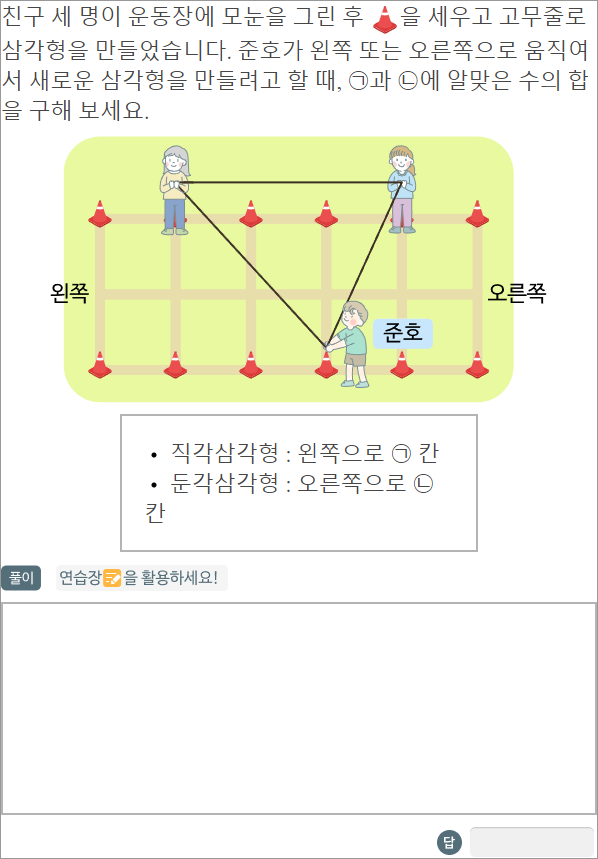 친구 세 명이 운동장에 모눈을 그린 후 을 세우고 고무줄로
삼각형을 만들었습니다. 준호가 왼쪽 또는 오른쪽으로 움직여
서 새로운 삼각형을 만들려고 할 때, ㉠과 ㉡에 알맞은 수의 합
을 구해 보세요.
왼쪽
오른쪽
준호
• 직각삼각형 : 왼쪽으로 ㉠ 칸
• 둔각삼각형 : 오른쪽으로 ㉡
칸
풀이 연습장을 활용하세요!
답